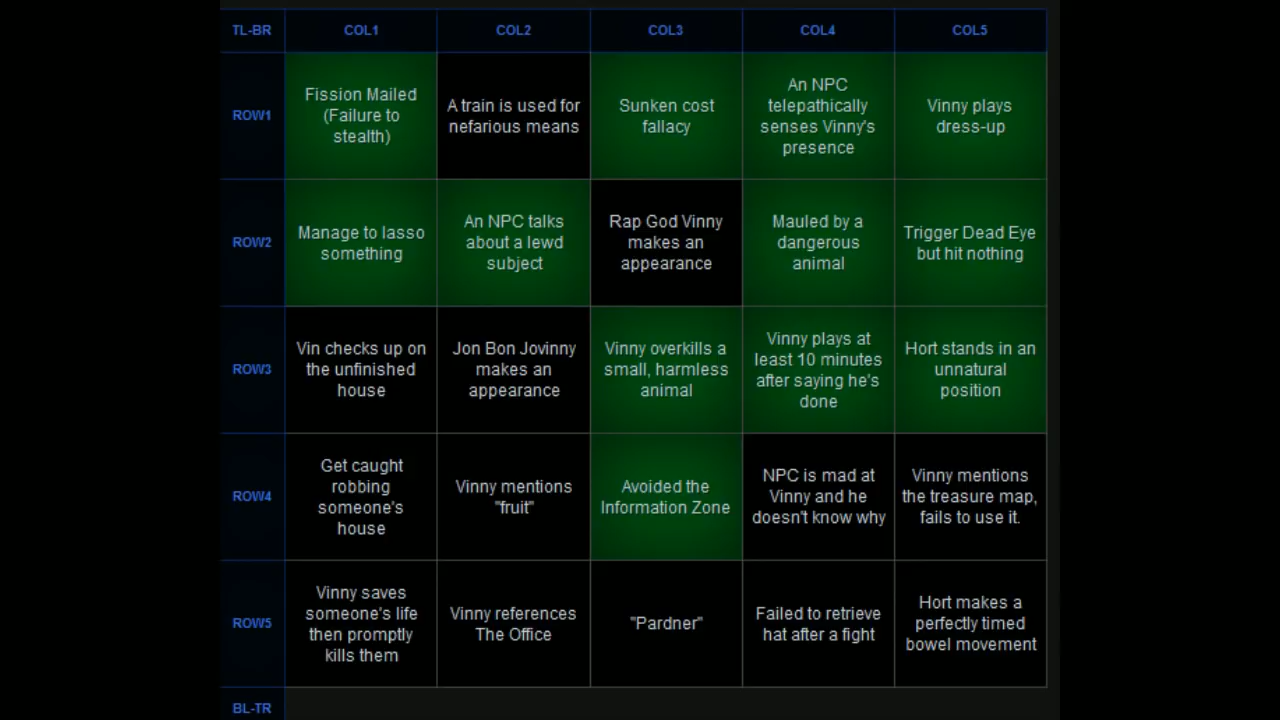 TL-BR COL1 COL2 COL3 COL4 COL5
ROW1
Fission Mailed
(Failure to
stealth)
A train is used for
nefarious means
Sunken cost
fallacy
An NPC
telepathically
senses Vinny's
presence
Vinny plays
dress-up
ROW2
Manage to lasso
something
An NPC talks
about a lewd
subject
Rap God Vinny
makes an
appearance
Mauled by a
dangerous
animal
Trigger Dead Eye
but hit nothing
ROW3
Vin checks up on
the unfinished
house
Jon Bon Jovinny
makes an
appearance
Vinny overkills a
small, harmless
animal
Vinny plays at
least 10 minutes
after saying he's
done
Hort stands in an
unnatural
position
ROW4
Get caught
robbing
someone's
house
Vinny mentions
"fruit"
Avoided the
Information Zone
NPC is mad at
Vinny and he
doesn't know why
Vinny mentions
the treasure map,
fails to use it.
ROW5
Vinny saves
someone's life
then promptly
kills them
Vinny references
The Office
"Pardner"
Failed to retrieve
hat after a fight
Hort makes a
perfectly timed
bowel movement
BL-TR